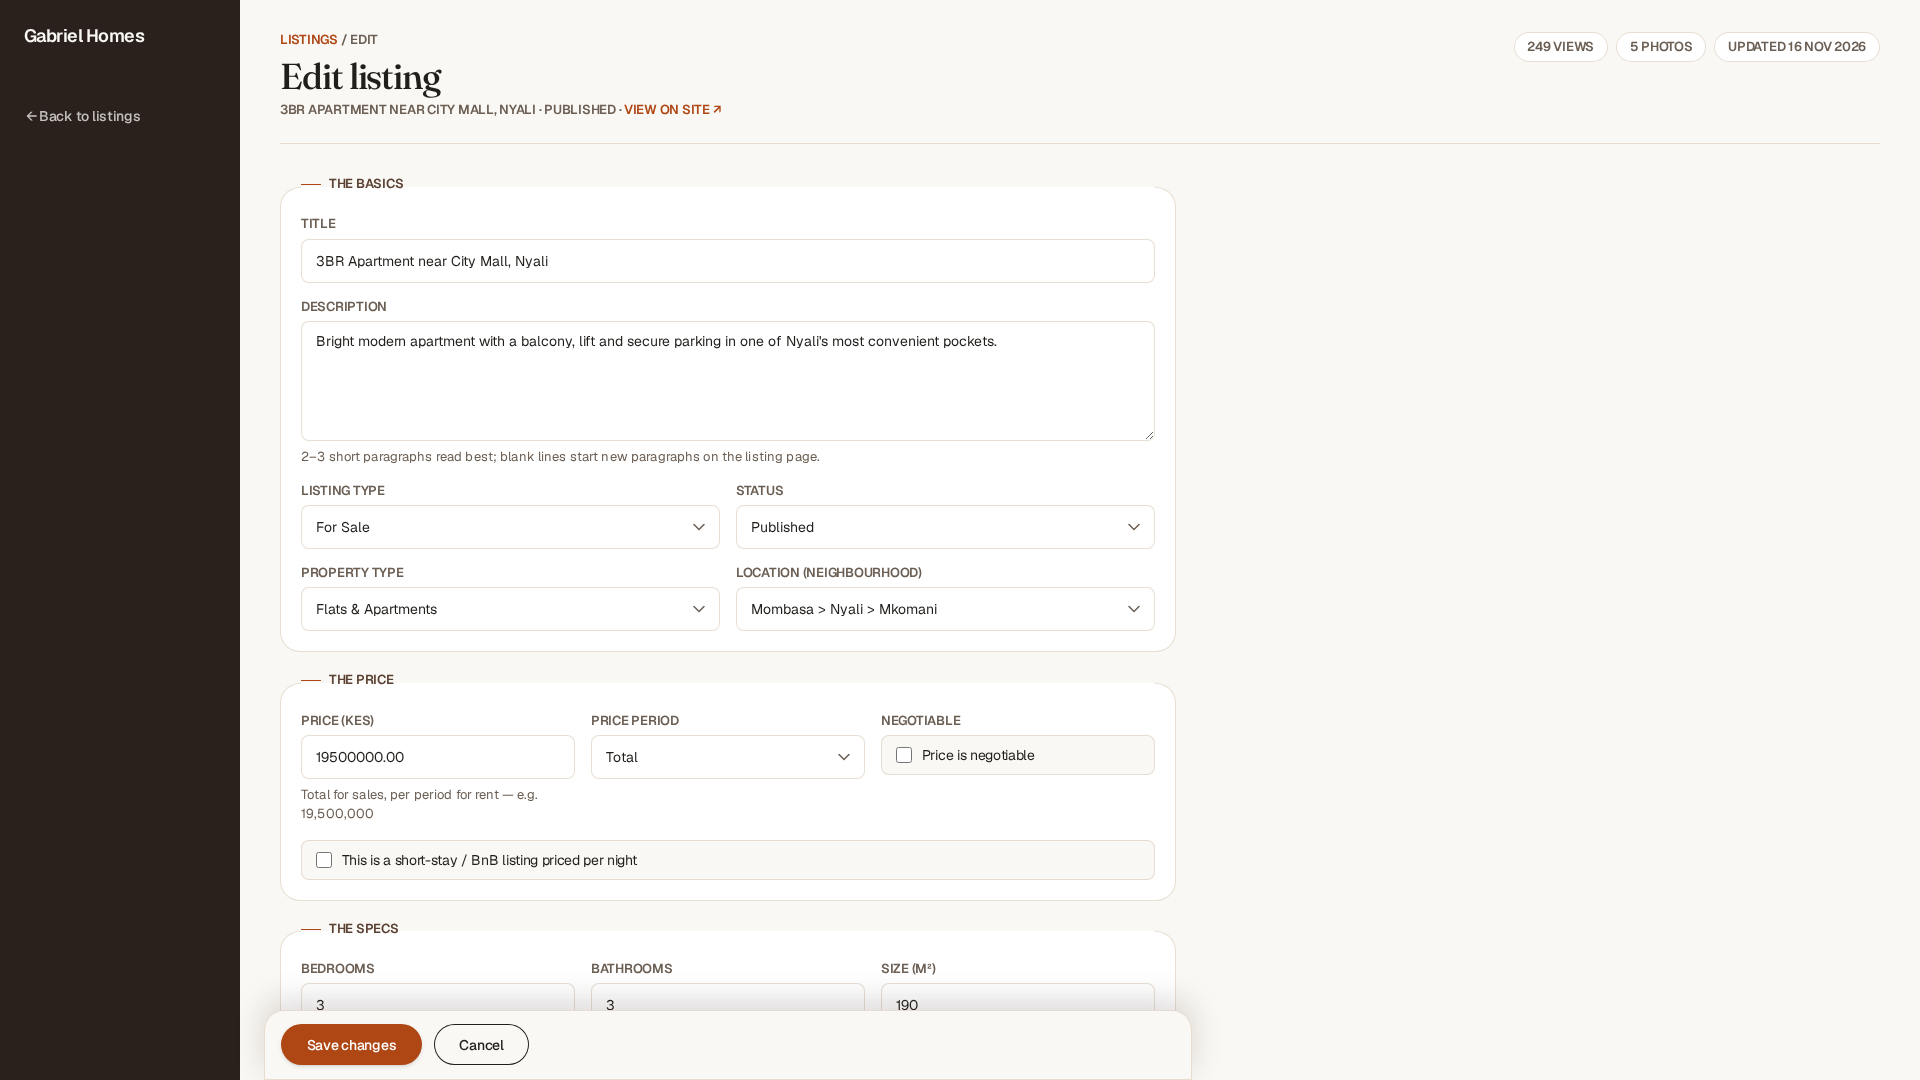 Gabriel Homes
← Back to listings
LISTINGS / EDIT
Edit listing
3BR APARTMENT NEAR CITY MALL, NYALI · PUBLISHED · VIEW ON SITE ↗
249 VIEWS
5 PHOTOS
UPDATED 16 NOV 2026
THE BASICS
TITLE
3BR Apartment near City Mall, Nyali
DESCRIPTION
Bright modern apartment with a balcony, lift and secure parking in one of Nyali's most convenient pockets.
2–3 short paragraphs read best; blank lines start new paragraphs on the listing page.
LISTING TYPE
STATUS
For Sale
Published
PROPERTY TYPE
LOCATION (NEIGHBOURHOOD)
Flats & Apartments
Mombasa > Nyali > Mkomani
THE PRICE
PRICE (KES)
PRICE PERIOD
NEGOTIABLE
19500000.00
Total
Price is negotiable
Total for sales, per period for rent — e.g.
19,500,000
This is a short-stay / BnB listing priced per night
THE SPECS
BEDROOMS
BATHROOMS
SIZE (M²)
3
3
190
Save changes
Cancel